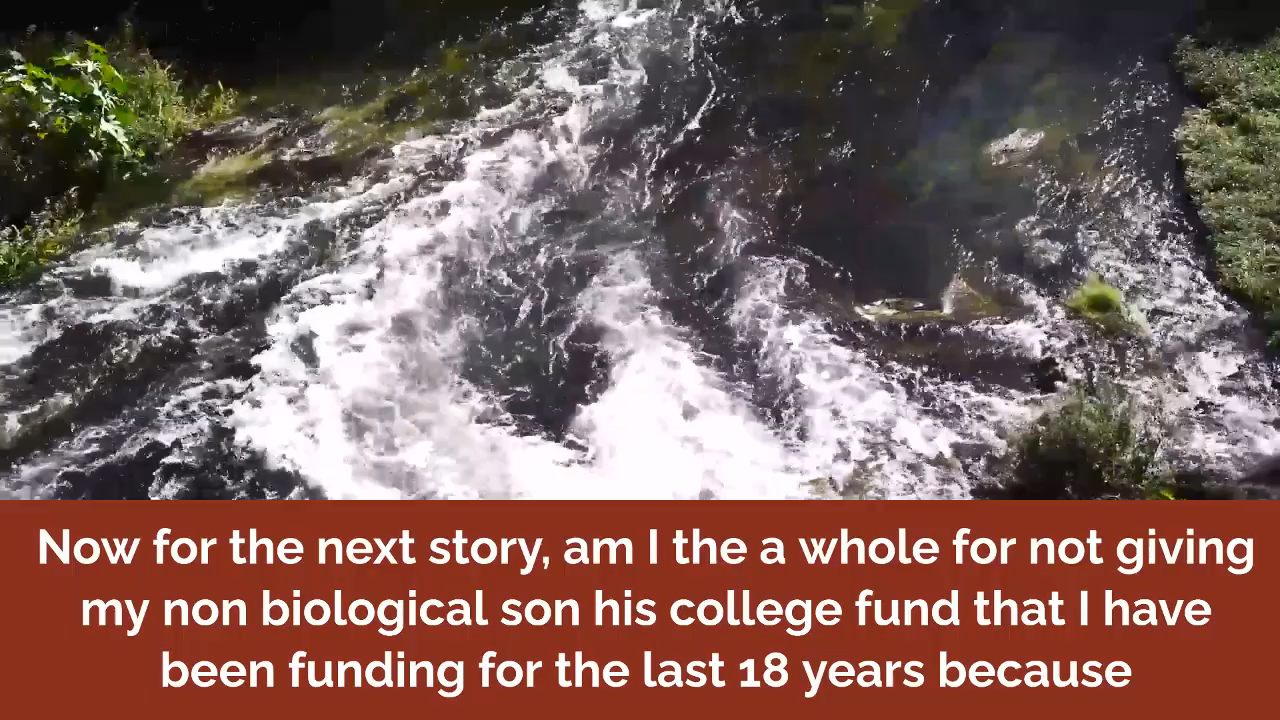 Now for the next story, am I the a whole for not giving
my non biological son his college fund that I have
been funding for the last 18 years because